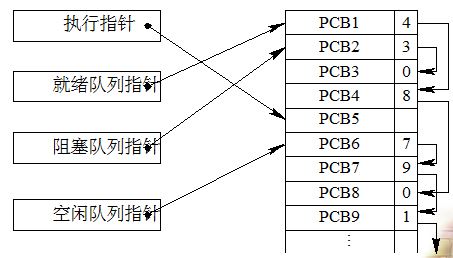 执行指针
就绪队列指针
阻塞队列指针
空闲队列指针
PCB1 4
PCB2 3
PCB3 0
PCB4 8
PCB5
PCB6 7
PCB7 9
PCB8 0
PCB9 1
⋮